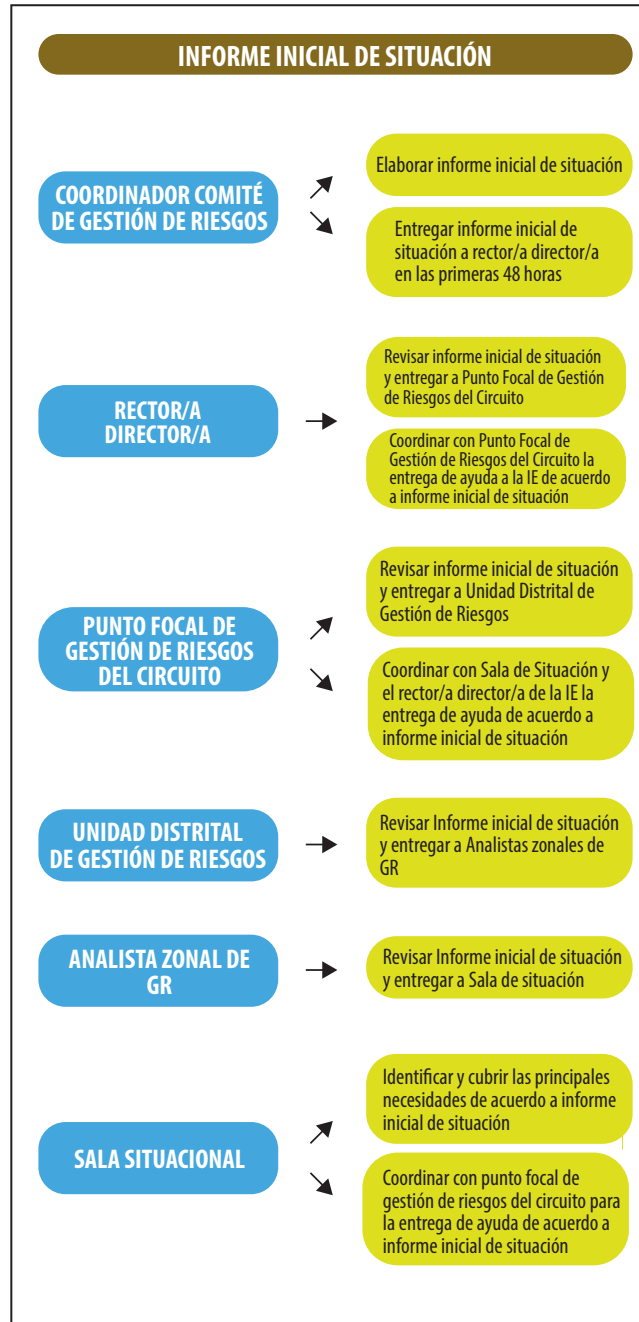 INFORME INICIAL DE SITUACIÓN
COORDINADOR COMITÉ
DE GESTIÓN DE RIESGOS
Elaborar informe inicial de situación
Entregar informe inicial de
situación a rector/a director/a
en las primeras 48 horas
RECTOR/A
DIRECTOR/A
Revisar informe inicial de situación
y entregar a Punto Focal de Gestión
de Riesgos del Circuito
Coordinar con Punto Focal de
Gestión de Riesgos del Circuito la
entrega de ayuda a la IE de acuerdo
a informe inicial de situación
PUNTO FOCAL DE
GESTIÓN DE RIESGOS
DEL CIRCUITO
Revisar informe inicial de situación
y entregar a Unidad Distrital de
Gestión de Riesgos
Coordinar con Sala de Situación y
el rector/a director/a de la IE la
entrega de ayuda de acuerdo a
informe inicial de situación
UNIDAD DISTRITAL
DE GESTIÓN DE RIESGOS
Revisar Informe inicial de situación
y entregar a Analistas zonales de
GR
ANALISTA ZONAL DE
GR
Revisar Informe inicial de situación
y entregar a Sala de situación
SALA SITUACIONAL
Identificar y cubrir las principales
necesidades de acuerdo a informe
inicial de situación
Coordinar con punto focal de
gestión de riesgos del circuito para
la entrega de ayuda de acuerdo a
informe inicial de situación